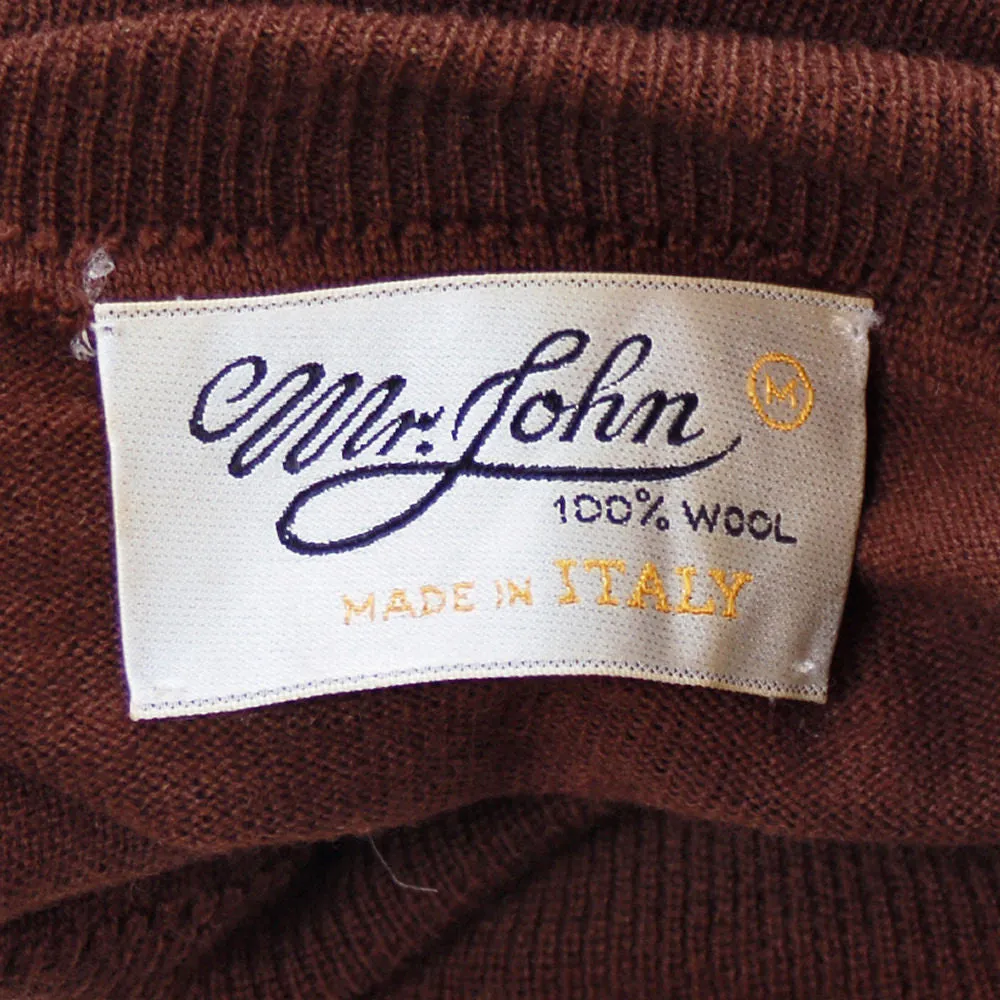 Mr. John
M
100% WOOL
MADE IN ITALY